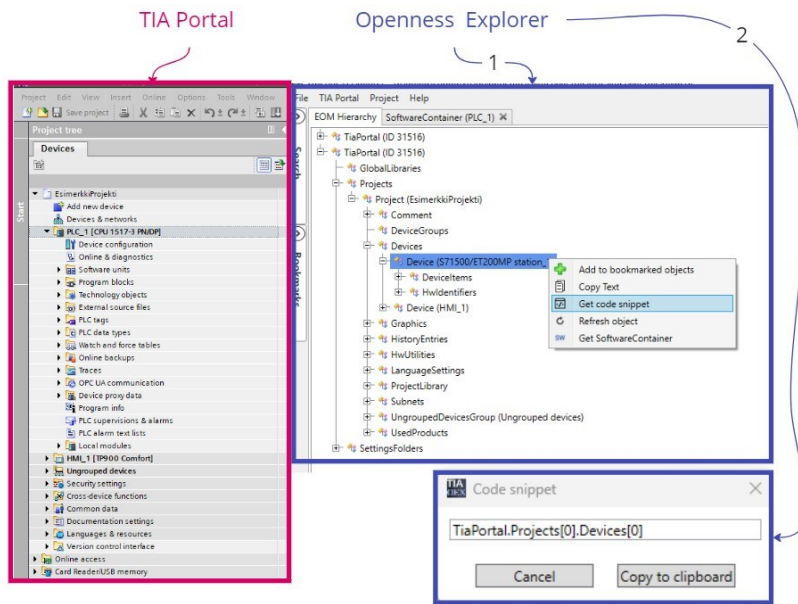 TIA Portal
Openness Explorer
2
1
Project Edit View Insert Online Options Tools Window
Save project
Project tree
Devices
Start
EsimerkkiProjekti
Add new device
Devices & networks
PLC_1 [CPU 1517-3 PN/DP]
Device configuration
Online & diagnostics
Software units
Program blocks
Technology objects
External source files
PLC tags
PLC data types
Watch and force tables
Online backups
Traces
OPC UA communication
Device proxy data
Program info
PLC supervisions & alarms
PLC alarm text lists
Local modules
HMI_1 [TP900 Comfort]
Ungrouped devices
Security settings
Cross-device functions
Common data
Documentation settings
Languages & resources
Version control interface
Online access
Card Reader/USB memory
File TIA Portal Project Help
EOM Hierarchy SoftwareContainer (PLC_1)
Search
Bookmarks
TiaPortal (ID 31516)
TiaPortal (ID 31516)
GlobalLibraries
Projects
Project (EsimerkkiProjekti)
Comment
DeviceGroups
Devices
Device (S71500/ET200MP station_
DeviceItems
HwIdentifiers
Device (HMI_1)
Graphics
HistoryEntries
HwUtilities
LanguageSettings
ProjectLibrary
Subnets
UngroupedDevicesGroup (Ungrouped devices)
UsedProducts
SettingsFolders
Add to bookmarked objects
Copy Text
Get code snippet
Refresh object
SW Get SoftwareContainer
TIA
OEX
Code snippet
TiaPortal.Projects[0].Devices[0]
Cancel Copy to clipboard